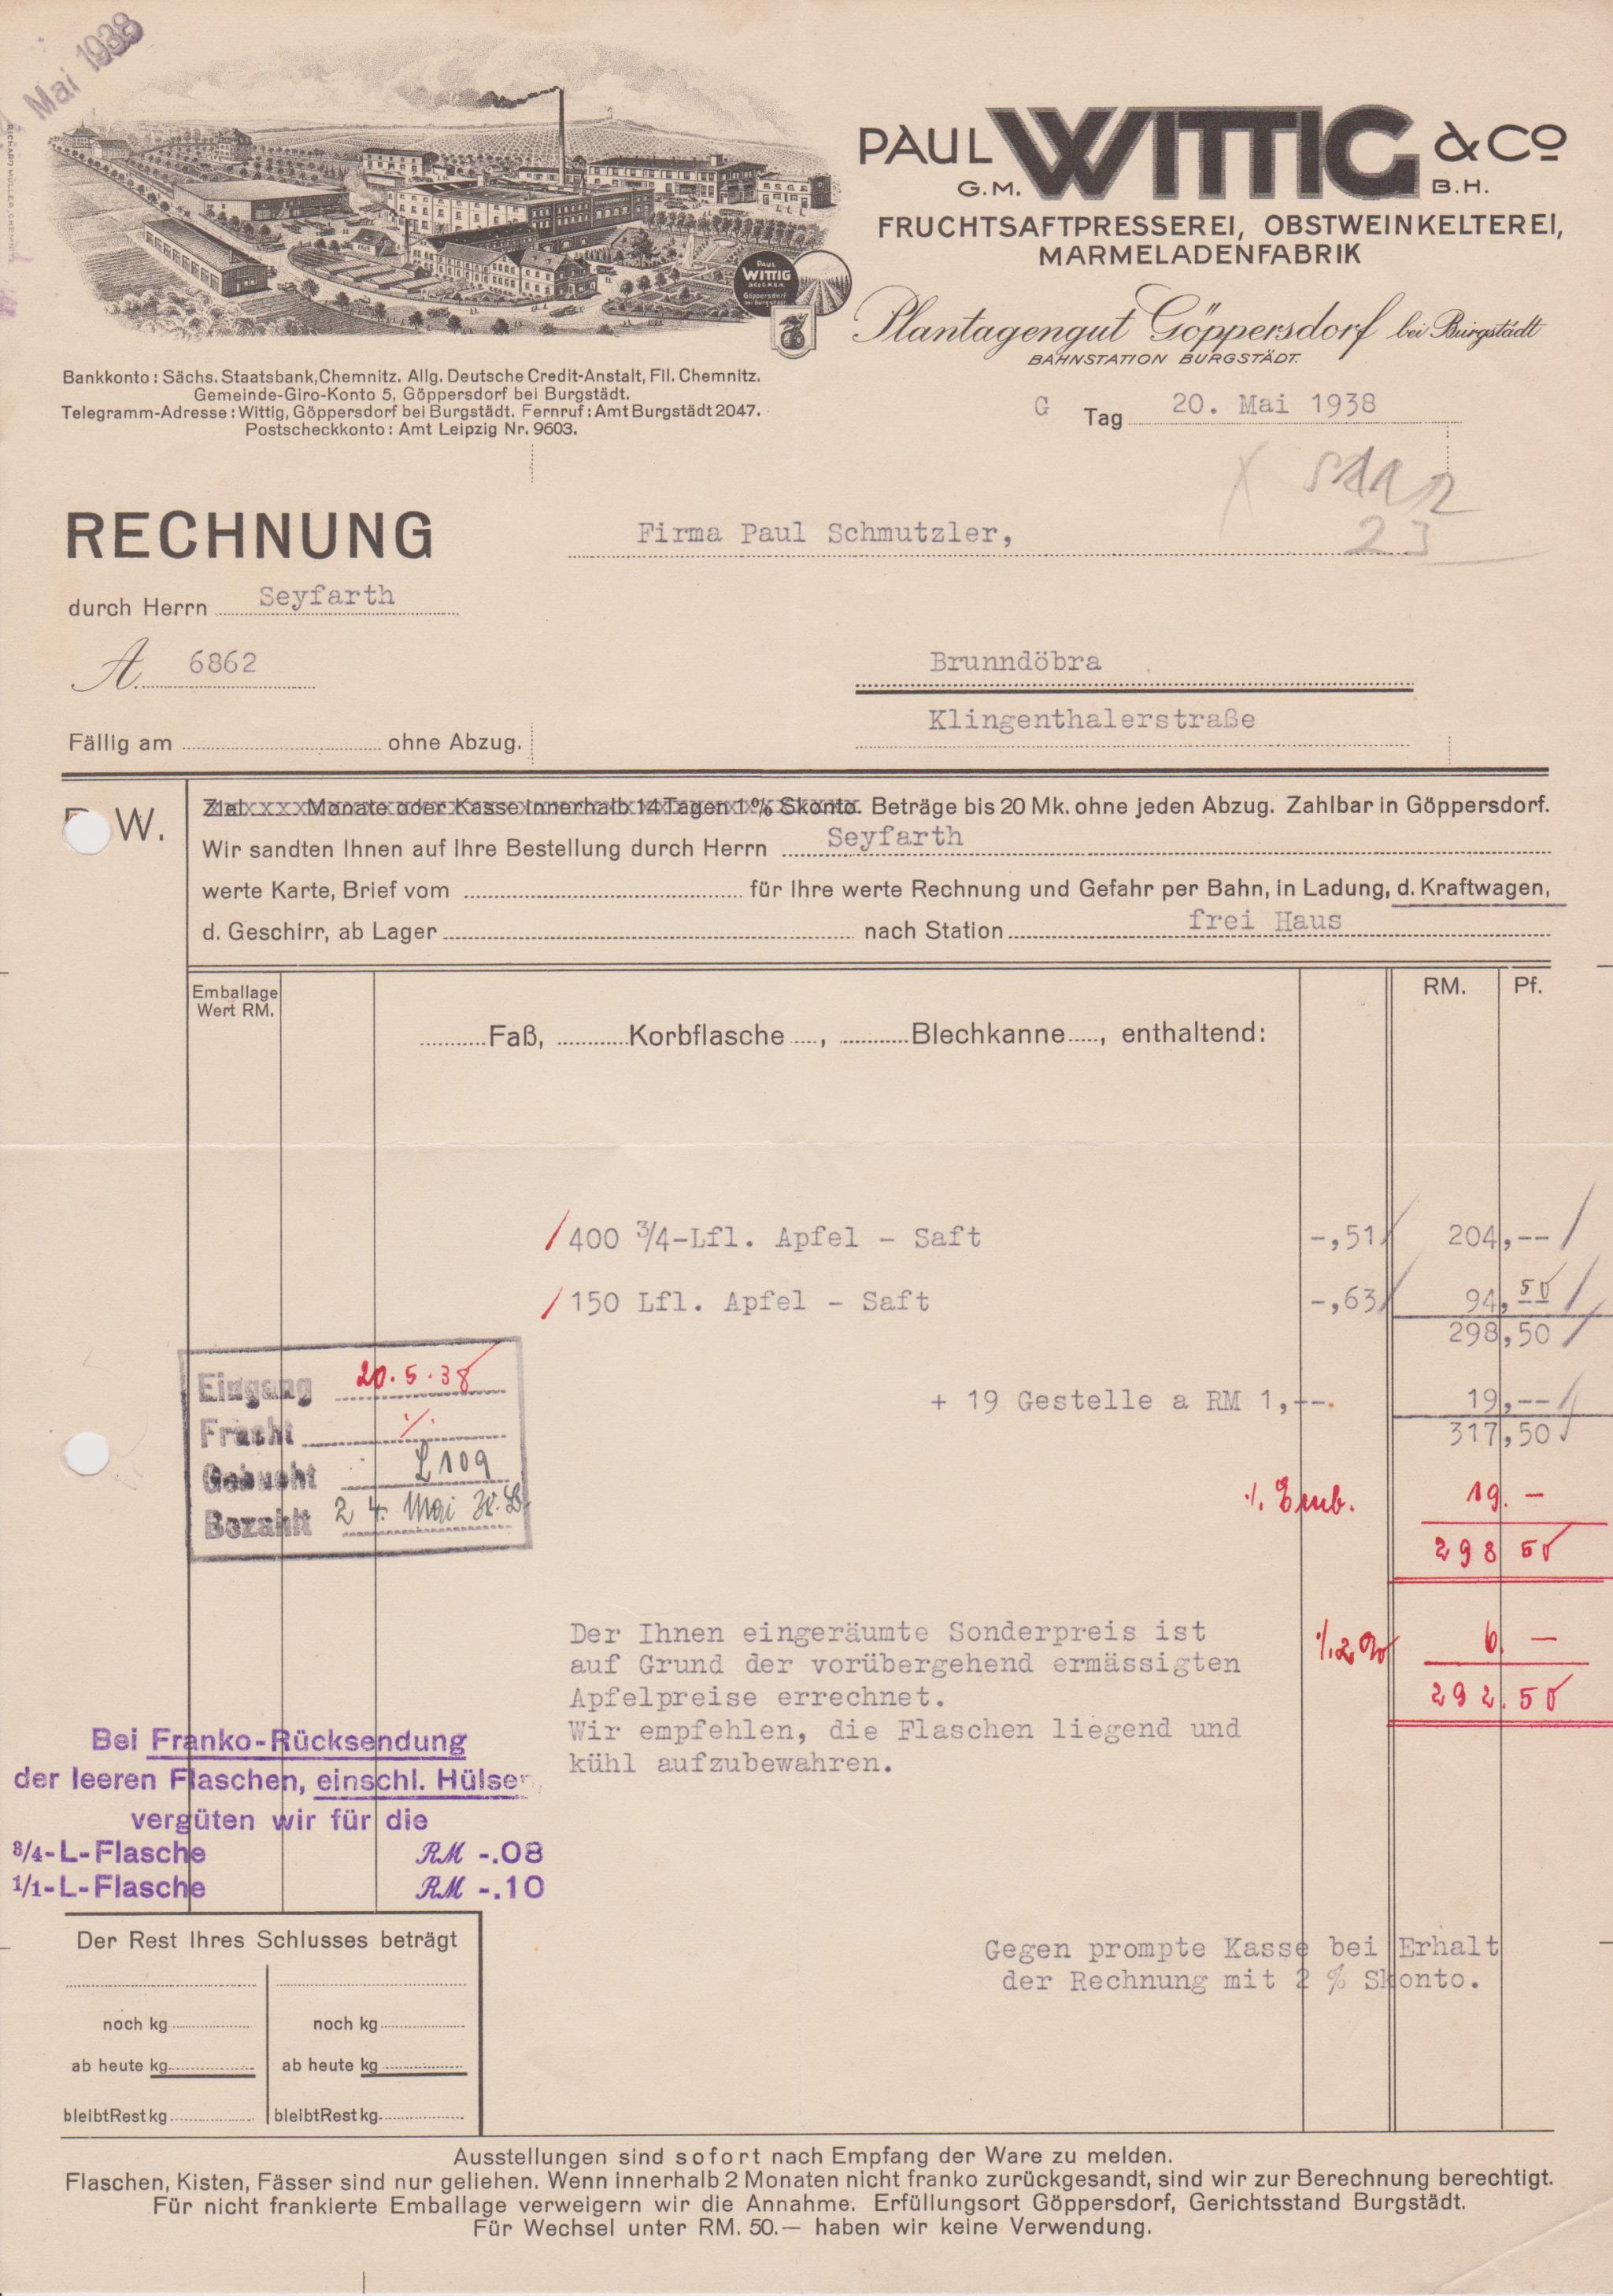 Mai 1938
RICHARD MÜLLER, CHEMNITZ
PAUL WITTIG & CO
G.M. B.H.
FRUCHTSAFTPRESSEREI, OBSTWEINKELTEREI,
MARMELADENFABRIK
PAUL
WITTIG
Göppersdorf
Plantagengut Göppersdorf bei Burgstädt
BAHNSTATION BURGSTÄDT.
Bankkonto: Sächs. Staatsbank, Chemnitz. Allg. Deutsche Credit-Anstalt, Fil. Chemnitz.
Gemeinde-Giro-Konto 5, Göppersdorf bei Burgstädt.
Telegramm-Adresse: Wittig, Göppersdorf bei Burgstädt. Fernruf: Amt Burgstädt 2047.
Postscheckkonto: Amt Leipzig Nr. 9603.
G Tag 20. Mai 1938
23
RECHNUNG
Firma Paul Schmutzler,
durch Herrn Seyfarth
A. 6862
Brunndöbra
Klingenthalerstraße
Fällig am ohne Abzug.
W.
Ziel Monate oder Kasse innerhalb 14 Tagen 1% Skonto. Beträge bis 20 Mk. ohne jeden Abzug. Zahlbar in Göppersdorf.
Wir sandten Ihnen auf Ihre Bestellung durch Herrn Seyfarth
werte Karte, Brief vom für Ihre werte Rechnung und Gefahr per Bahn, in Ladung, d. Kraftwagen,
d. Geschirr, ab Lager nach Station frei Haus
Emballage
Wert RM.
RM. Pf.
Faß, Korbflasche, Blechkanne, enthaltend:
400 3/4-Lfl. Apfel - Saft -,51 204,--
150 Lfl. Apfel - Saft -,63 94,50
298,50
+ 19 Gestelle a RM 1,--. 19,--
317,50
Eingang 20.5.38
Fracht ·/.
Gebucht L 109
Bezahlt 24. Mai 38.
·/. Emb. 19. -
298 50
·/. 2% 6. -
292.50
Der Ihnen eingeräumte Sonderpreis ist
auf Grund der vorübergehend ermässigten
Apfelpreise errechnet.
Wir empfehlen, die Flaschen liegend und
kühl aufzubewahren.
Bei Franko-Rücksendung
der leeren Flaschen, einschl. Hülsen,
vergüten wir für die
3/4-L-Flasche RM -.08
1/1-L-Flasche RM -.10
Der Rest Ihres Schlusses beträgt
noch kg noch kg
ab heute kg ab heute kg
bleibt Rest kg bleibt Rest kg
Gegen prompte Kasse bei Erhalt
der Rechnung mit 2 % Skonto.
Ausstellungen sind sofort nach Empfang der Ware zu melden.
Flaschen, Kisten, Fässer sind nur geliehen. Wenn innerhalb 2 Monaten nicht franko zurückgesandt, sind wir zur Berechnung berechtigt.
Für nicht frankierte Emballage verweigern wir die Annahme. Erfüllungsort Göppersdorf, Gerichtsstand Burgstädt.
Für Wechsel unter RM. 50.— haben wir keine Verwendung.